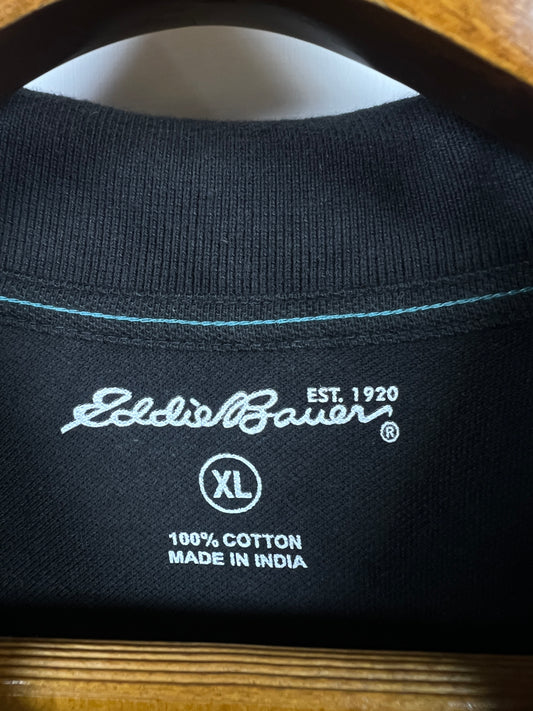 EST. 1920
Eddie Bauer ®
XL
100% COTTON
MADE IN INDIA